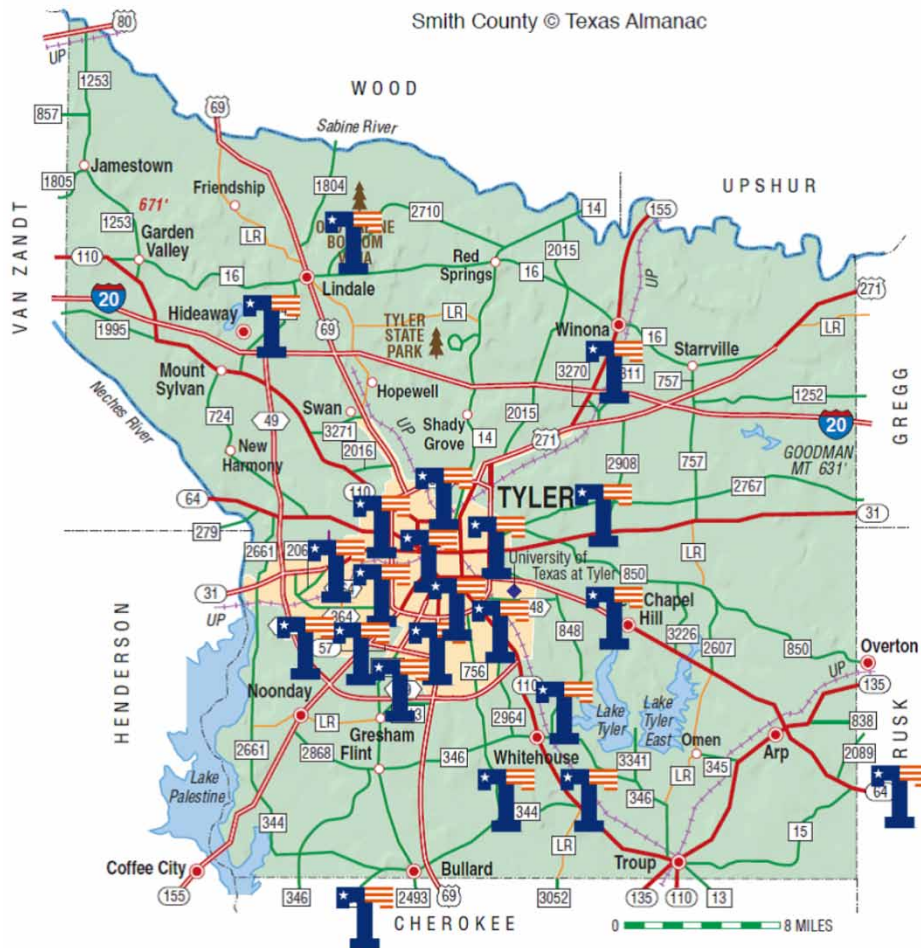 Smith County © Texas Almanac
80
UP
1253
WOOD
857
69
Sabine River
Jamestown
1805
Friendship
1804
UPSHUR
671'
2710
14
155
1253
Garden
Valley
LR
BOTTOM
2015
VAN ZANDT
110
Red
Springs
UP
16
16
Lindale
271
20
Hideaway
LR
LR
1995
69
TYLER
STATE
PARK
Winona
16
Starrville
Mount
Sylvan
Hopewell
3270
757
GREGG
Neches River
724
49
Swan
UP
Shady
Grove
2015
1252
3271
14
271
20
New
Harmony
2016
GOODMAN
MT 631'
2908
757
64
110
TYLER
2767
31
279
2661
University of
Texas at Tyler
LR
850
31
UP
Chapel
Hill
848
3226
2607
850
57
Overton
HENDERSON
756
UP
Noonday
110
135
LR
2964
Lake
Tyler
Lake
Tyler
East
838
Gresham
Omen
RUSK
2661
2868
Flint
346
Whitehouse
3341
345
Arp
2089
Lake
Palestine
LR
64
344
344
346
15
LR
Coffee City
Bullard
Troup
155
346
2493
69
3052
135
110
13
CHEROKEE
0
8 MILES